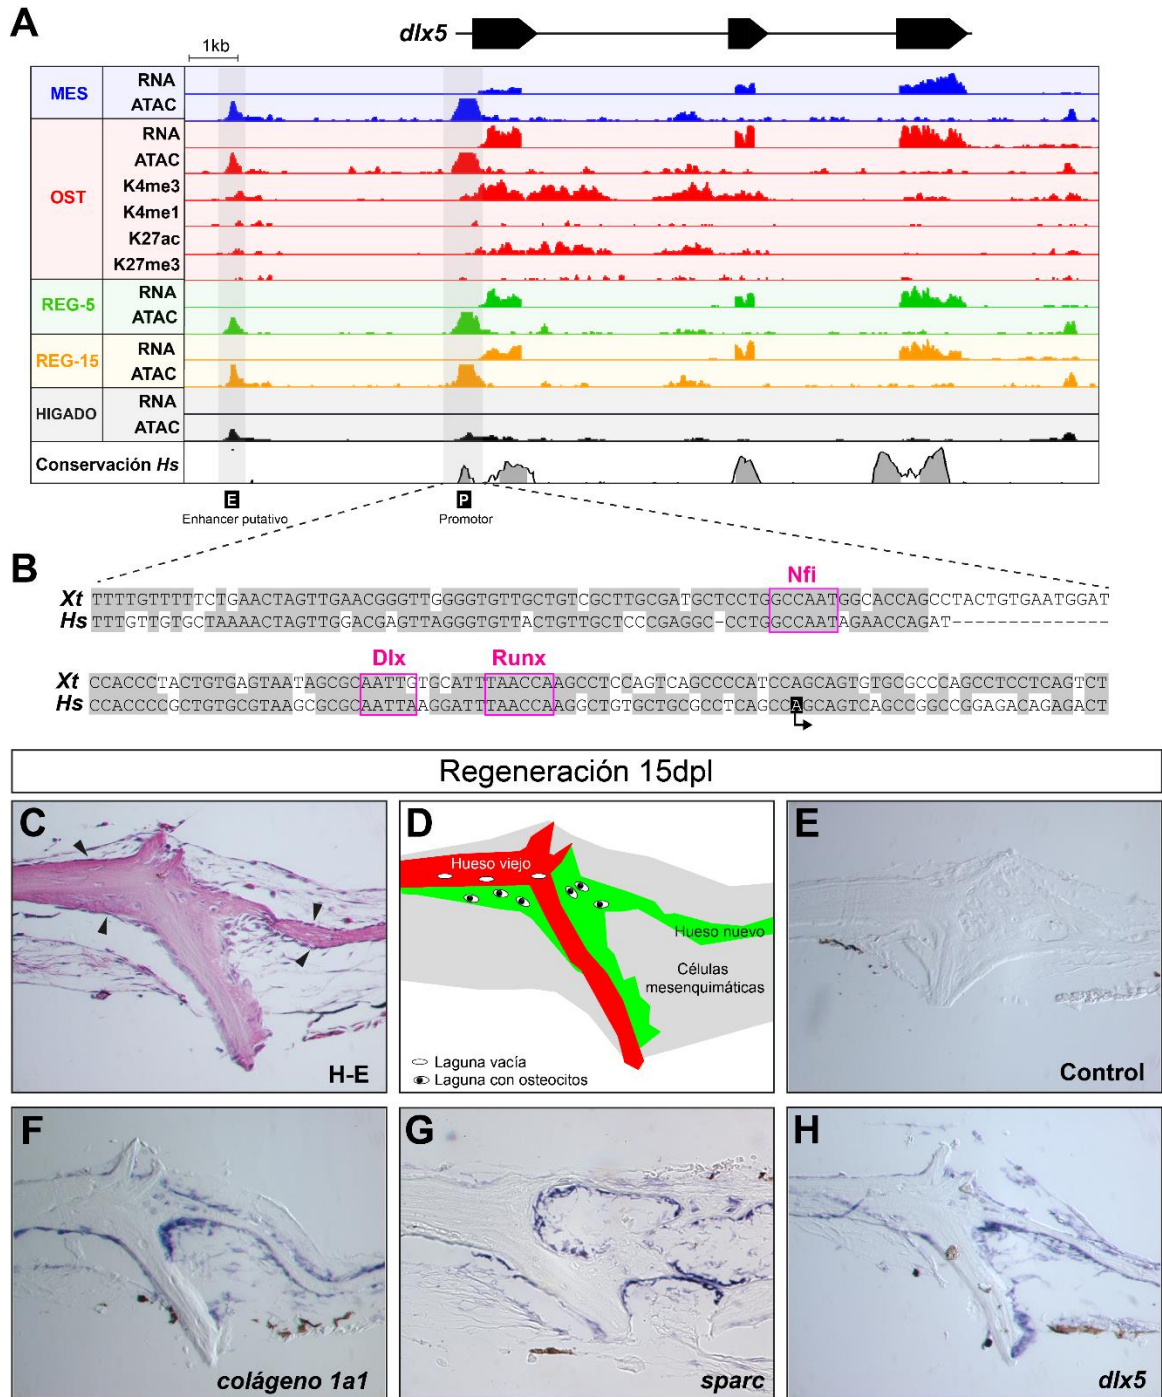 A
dlx5
1kb
MES
RNA
ATAC
OST
RNA
ATAC
K4me3
K4me1
K27ac
K27me3
REG-5
RNA
ATAC
REG-15
RNA
ATAC
HIGADO
RNA
ATAC
Conservación Hs
E
Enhancer putativo
P
Promotor
B
Nfi
Xt TTTTGTTTTTCTGAACTAGTTGAACGGGTTGGGGTGTTGCTGTCGCTTGCGATGCTCCTGGCCAATGGCACCAGCCTACTGTGAATGGAT
Hs TTTGTTGTGCTAAAACTAGTTGGACGAGTTAGGGTGTTACTGTTGCTCCCGAGGC-CCTGGCCAATAGAACCAGAT--------------
Dlx Runx
Xt CCACCCTACTGTGAGTAATAGCGCAATTGTGCATTTAACCAAGCCTCCAGTCAGCCCCATCCAGCAGTGTGCGCCCAGCCTCCTCAGTCT
Hs CCACCCCGCTGTGCGTAAGCGCGCAATTAAGGATTTAACCAAGGCTGTGCTGCGCCTCAGCCAGCAGTCAGCCGGCCGGAGACAGAGACT
Regeneración 15dpl
C
H-E
D
Hueso viejo
Hueso nuevo
Células
mesenquimáticas
Laguna vacía
Laguna con osteocitos
E
Control
F
colágeno 1a1
G
sparc
H
dlx5